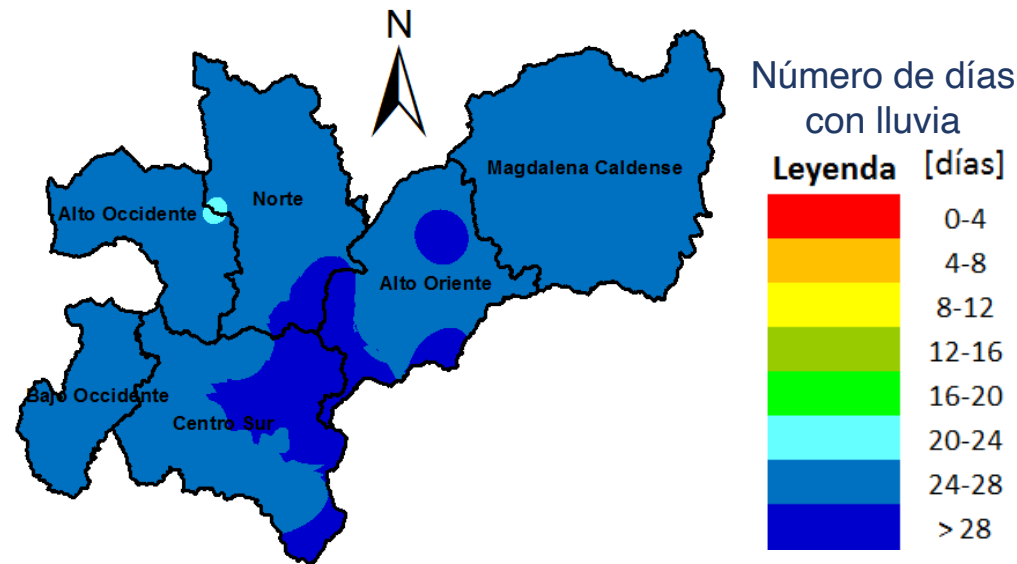 N
Magdalena Caldense
Norte
Alto Occidente
Alto Oriente
Bajo Occidente
Centro Sur
Número de días
con lluvia
Leyenda [días]
0-4
4-8
8-12
12-16
16-20
20-24
24-28
> 28